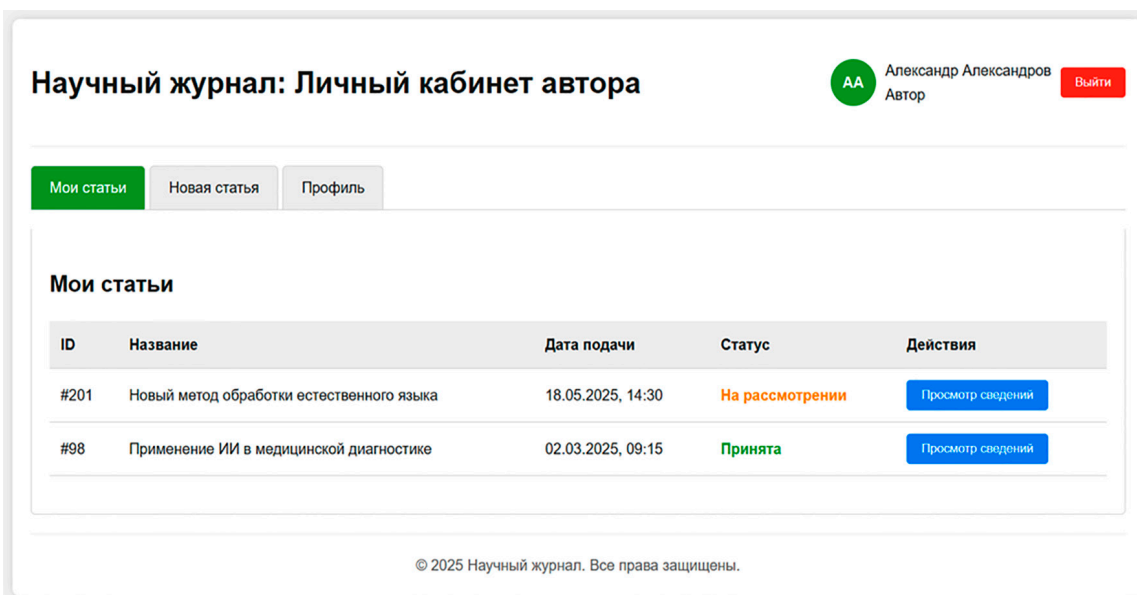 Научный журнал: Личный кабинет автора
АА
Александр Александров
Автор
Выйти
Мои статьи Новая статья Профиль
Мои статьи
ID Название Дата подачи Статус Действия
#201 Новый метод обработки естественного языка 18.05.2025, 14:30 На рассмотрении Просмотр сведений
#98 Применение ИИ в медицинской диагностике 02.03.2025, 09:15 Принята Просмотр сведений
© 2025 Научный журнал. Все права защищены.